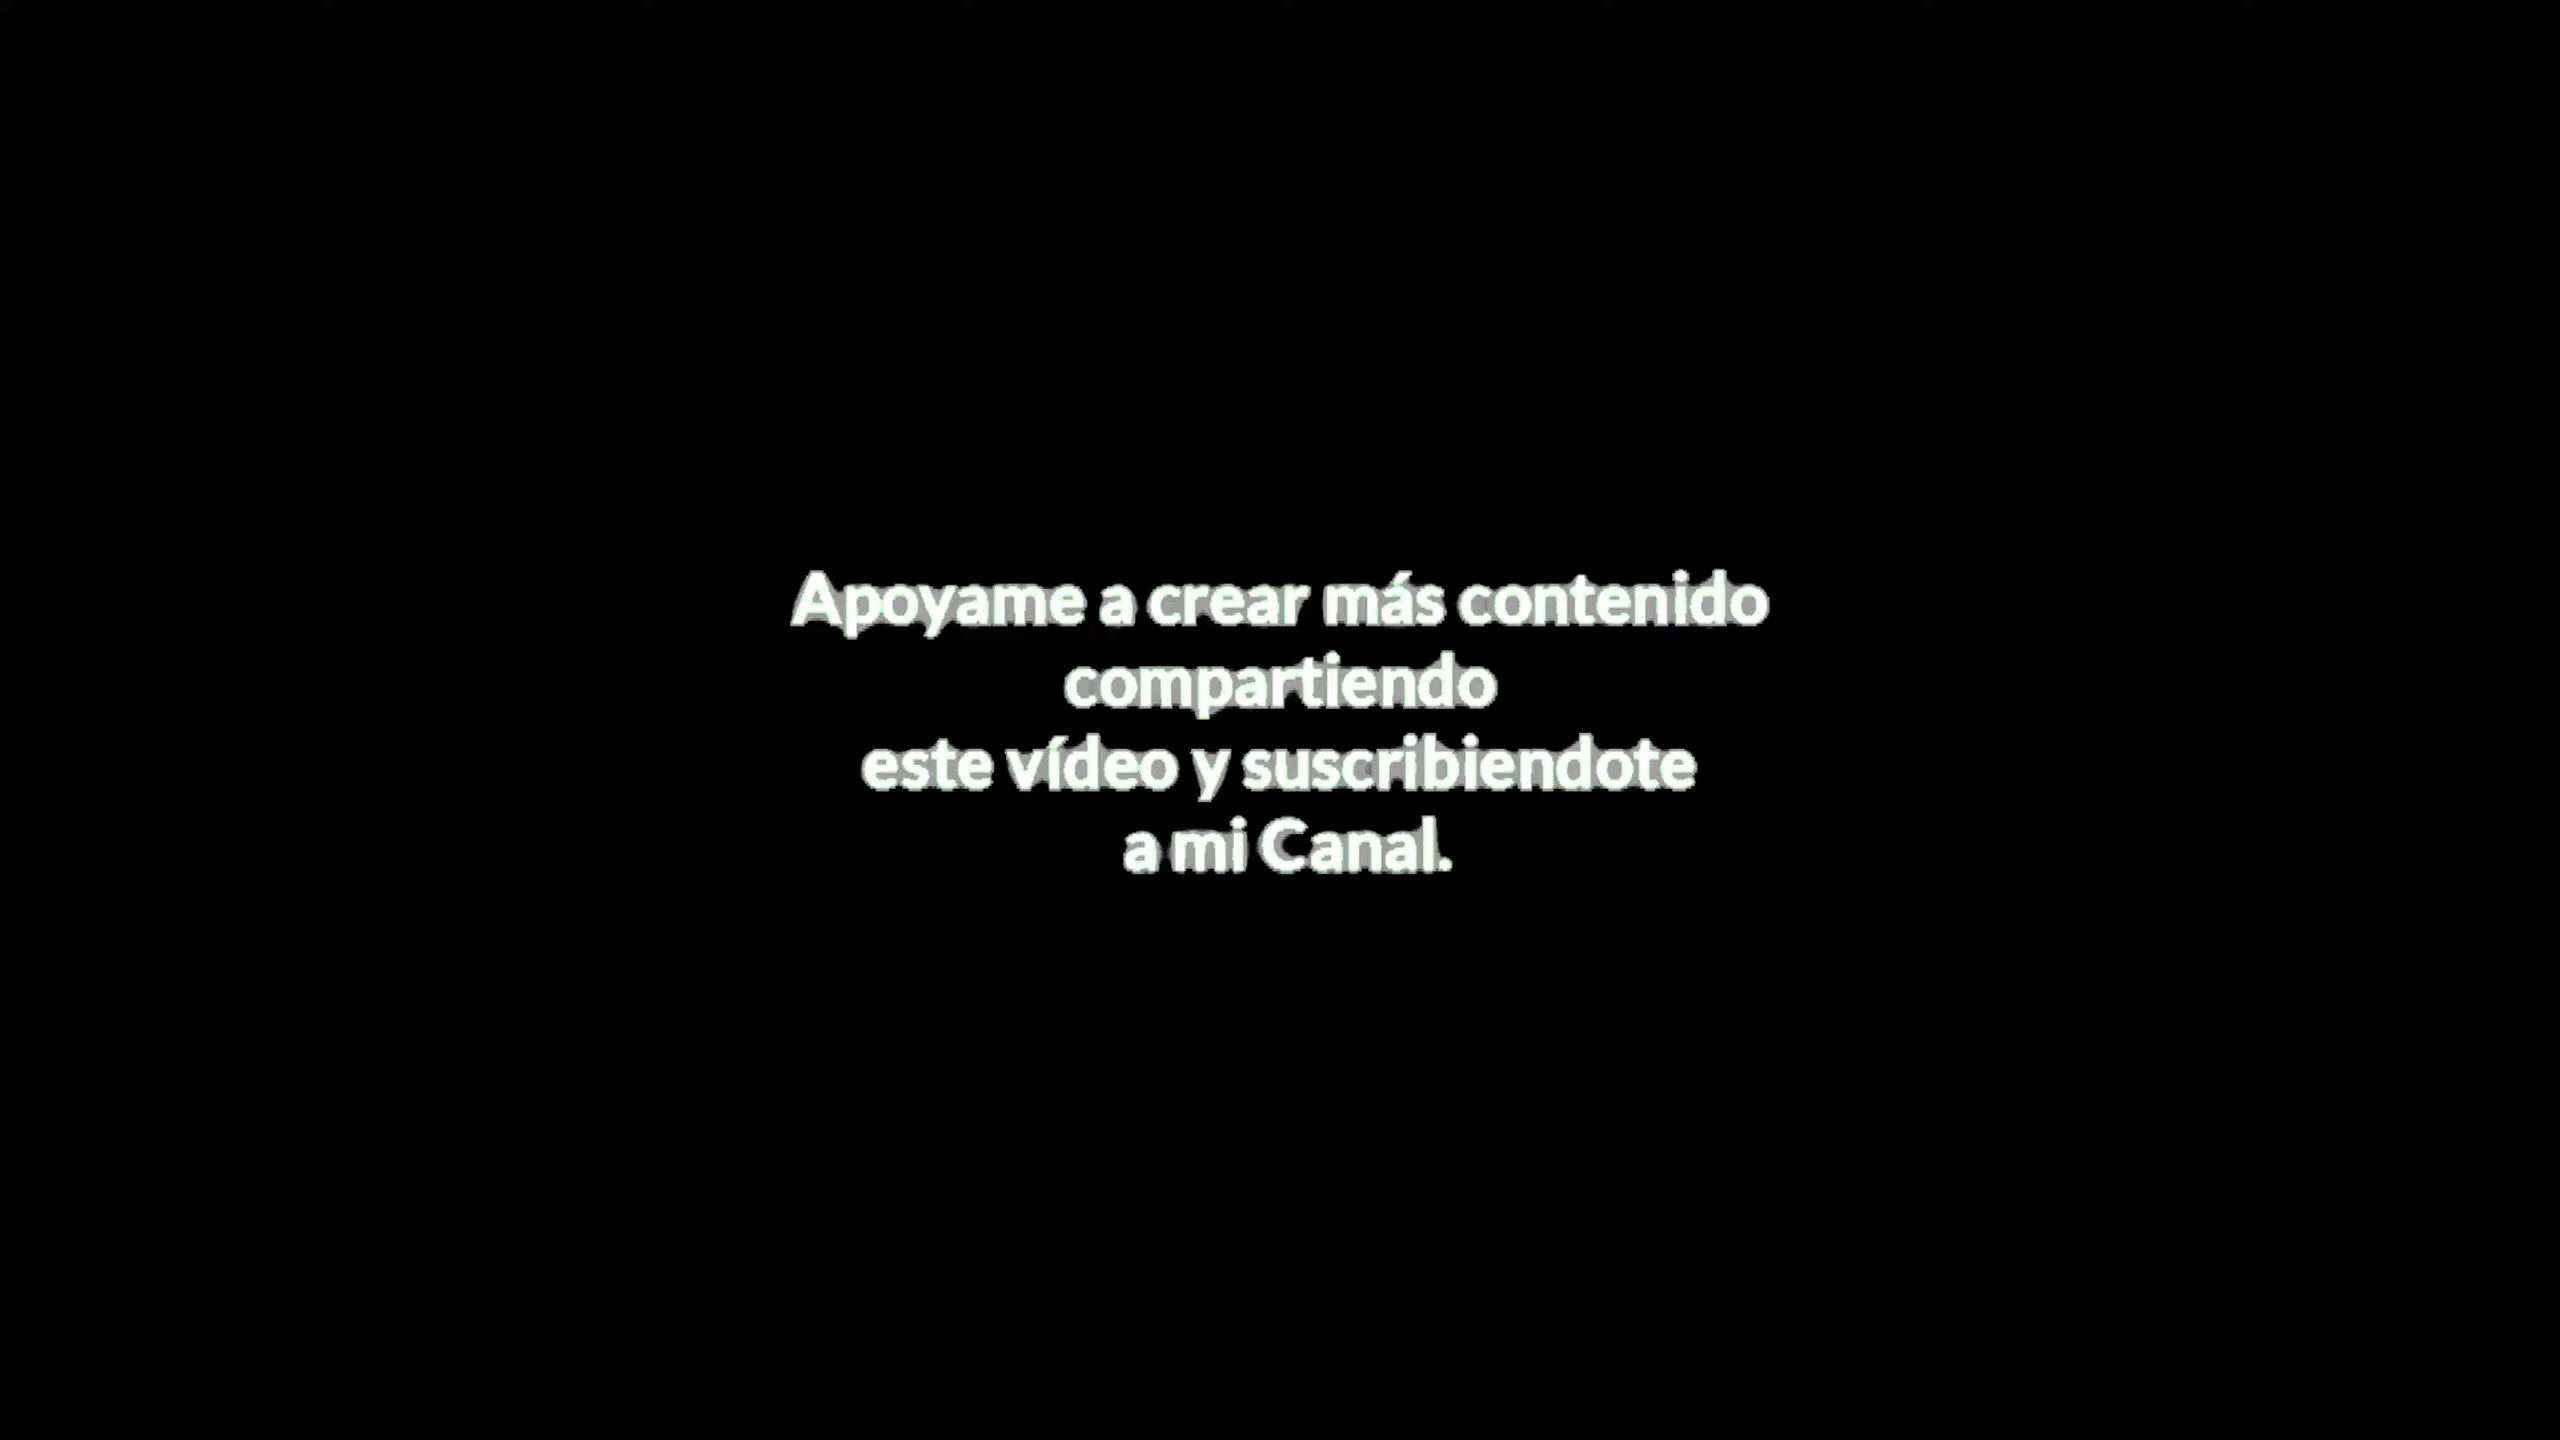 Apoyame a crear más contenido
compartiendo
este vídeo y suscribiendote
a mi Canal.